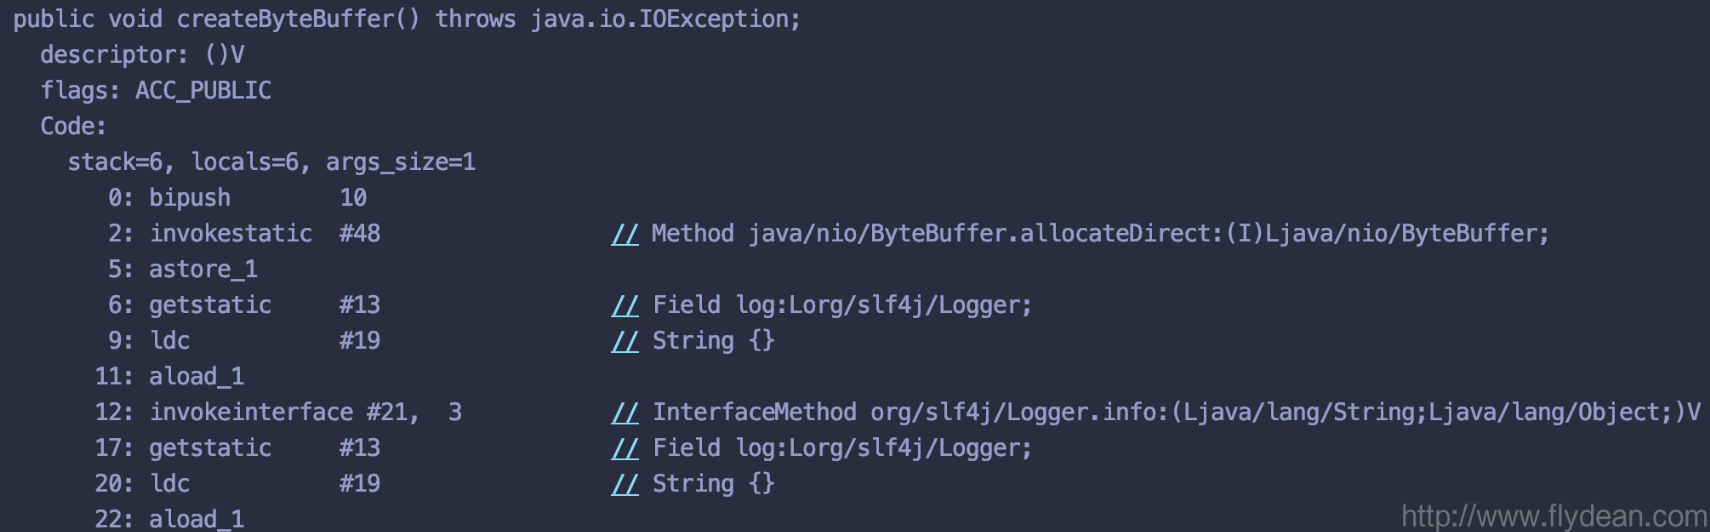 public void createByteBuffer() throws java.io.IOException;
descriptor: ()V
flags: ACC_PUBLIC
Code:
stack=6, locals=6, args_size=1
0: bipush        10
2: invokestatic  #48                 // Method java/nio/ByteBuffer.allocateDirect:(I)Ljava/nio/ByteBuffer;
5: astore_1
6: getstatic     #13                 // Field log:Lorg/slf4j/Logger;
9: ldc           #19                 // String {}
11: aload_1
12: invokeinterface #21,  3           // InterfaceMethod org/slf4j/Logger.info:(Ljava/lang/String;Ljava/lang/Object;)V
17: getstatic     #13                 // Field log:Lorg/slf4j/Logger;
20: ldc           #19                 // String {}
22: aload_1
http://www.flydean.com